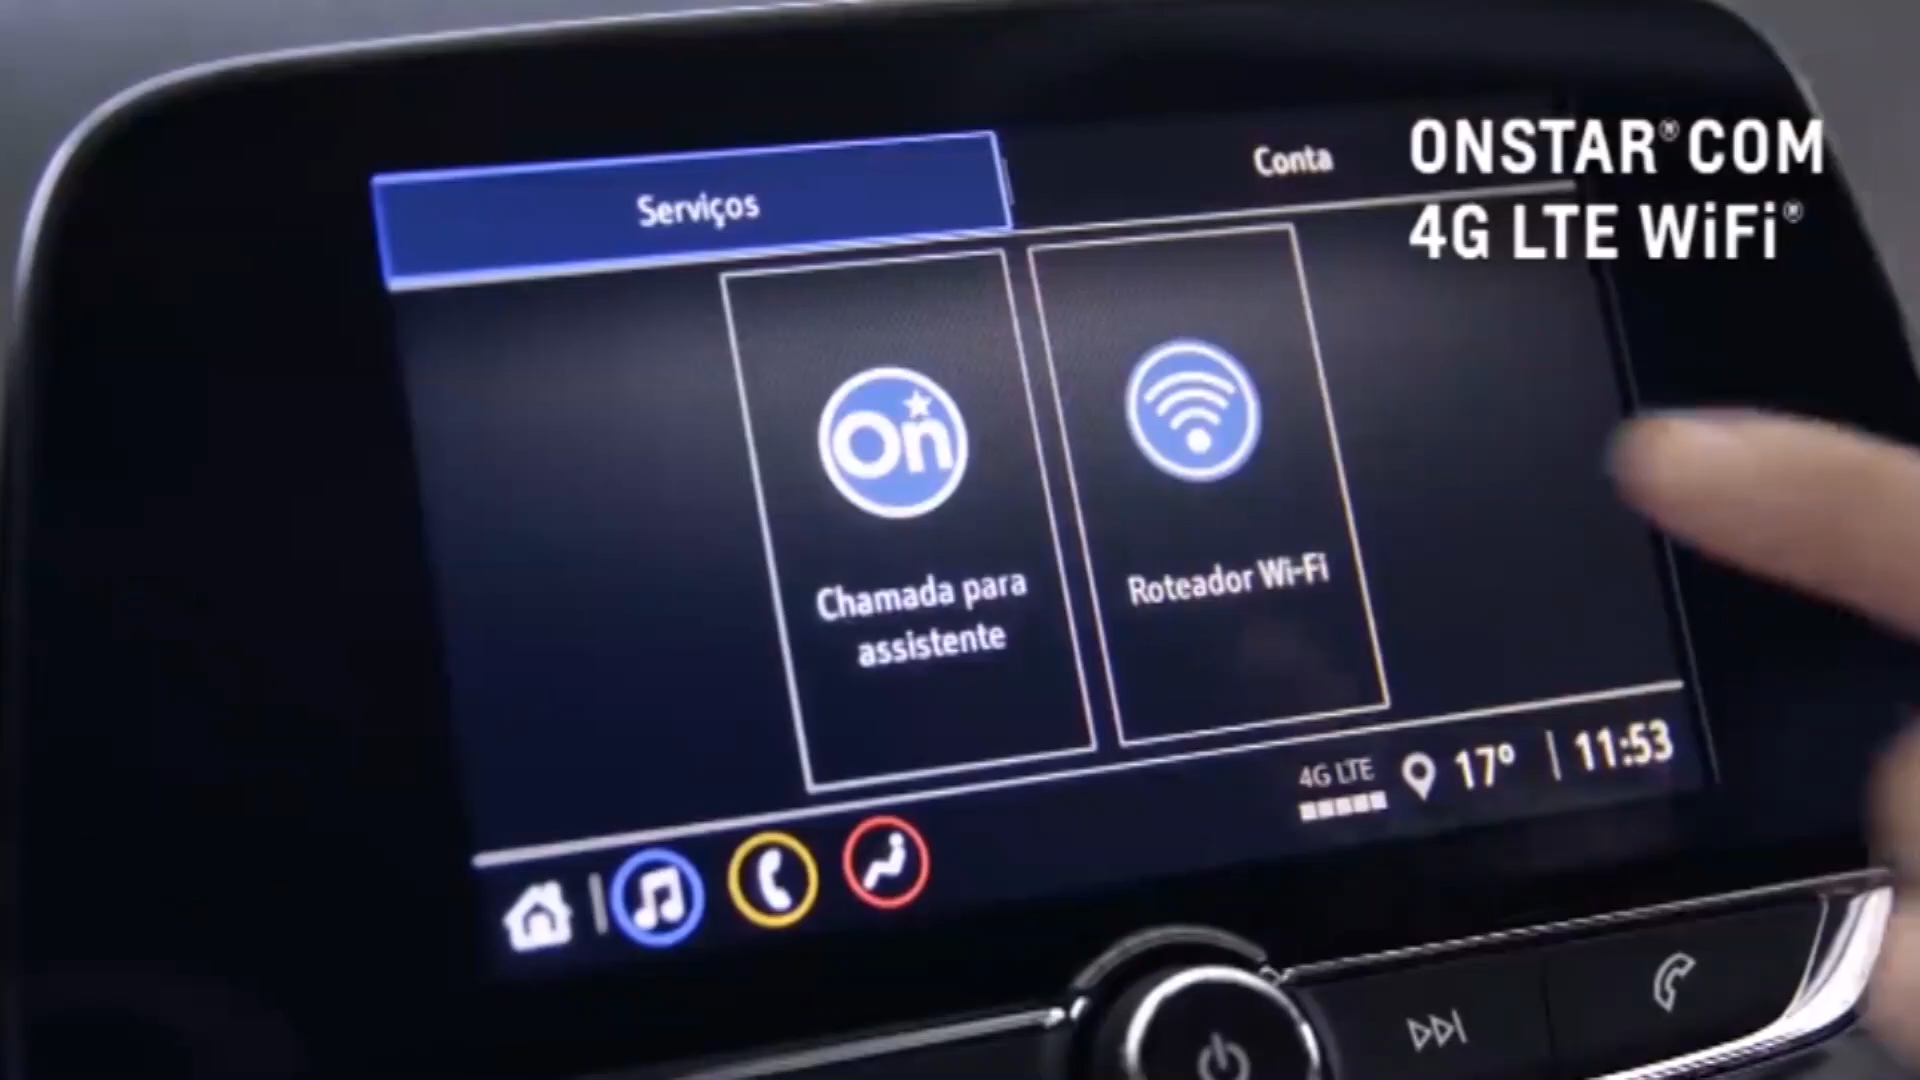 ONSTAR® COM
4G LTE WiFi®
Serviços
Conta
On
Chamada para
assistente
Roteador Wi-Fi
4G LTE
17° | 11:53